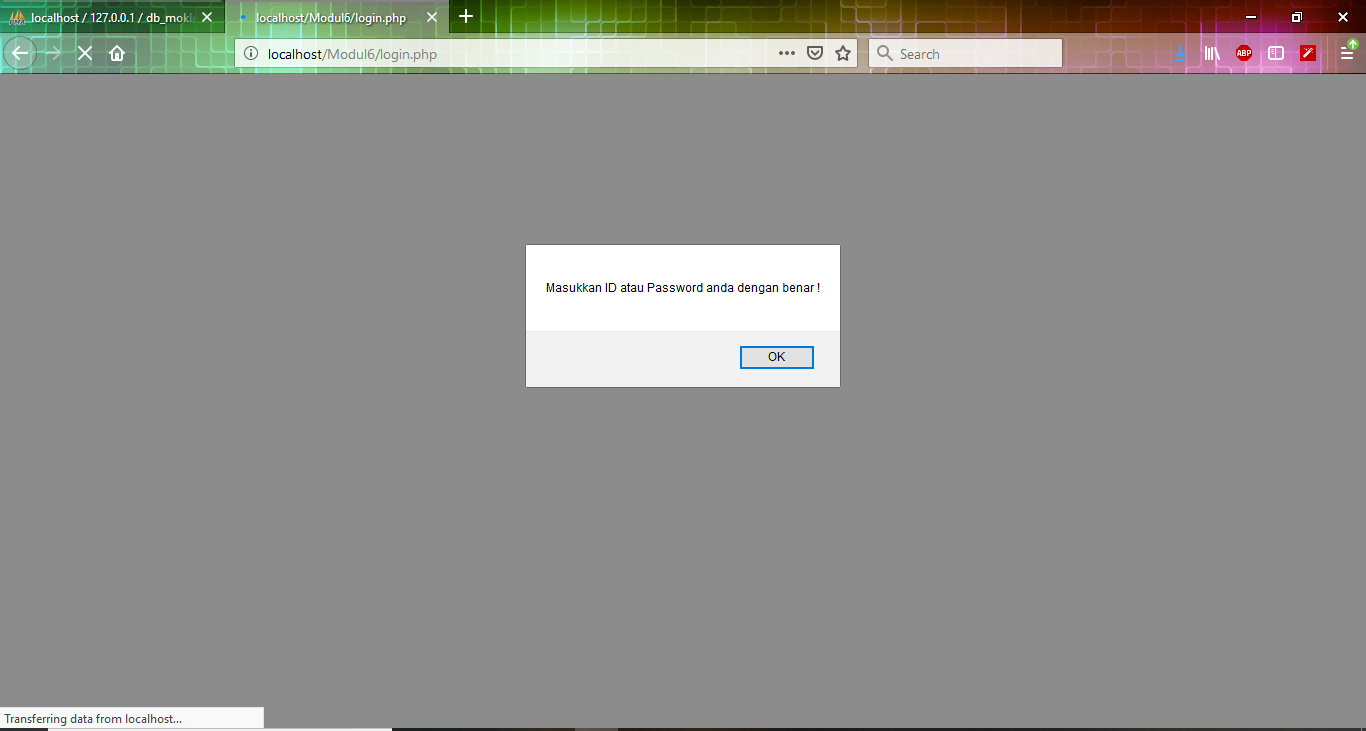 localhost / 127.0.0.1 / db_mokl
localhost/Modul6/login.php
localhost/Modul6/login.php
Search
ABP
Masukkan ID atau Password anda dengan benar !
OK
Transferring data from localhost...